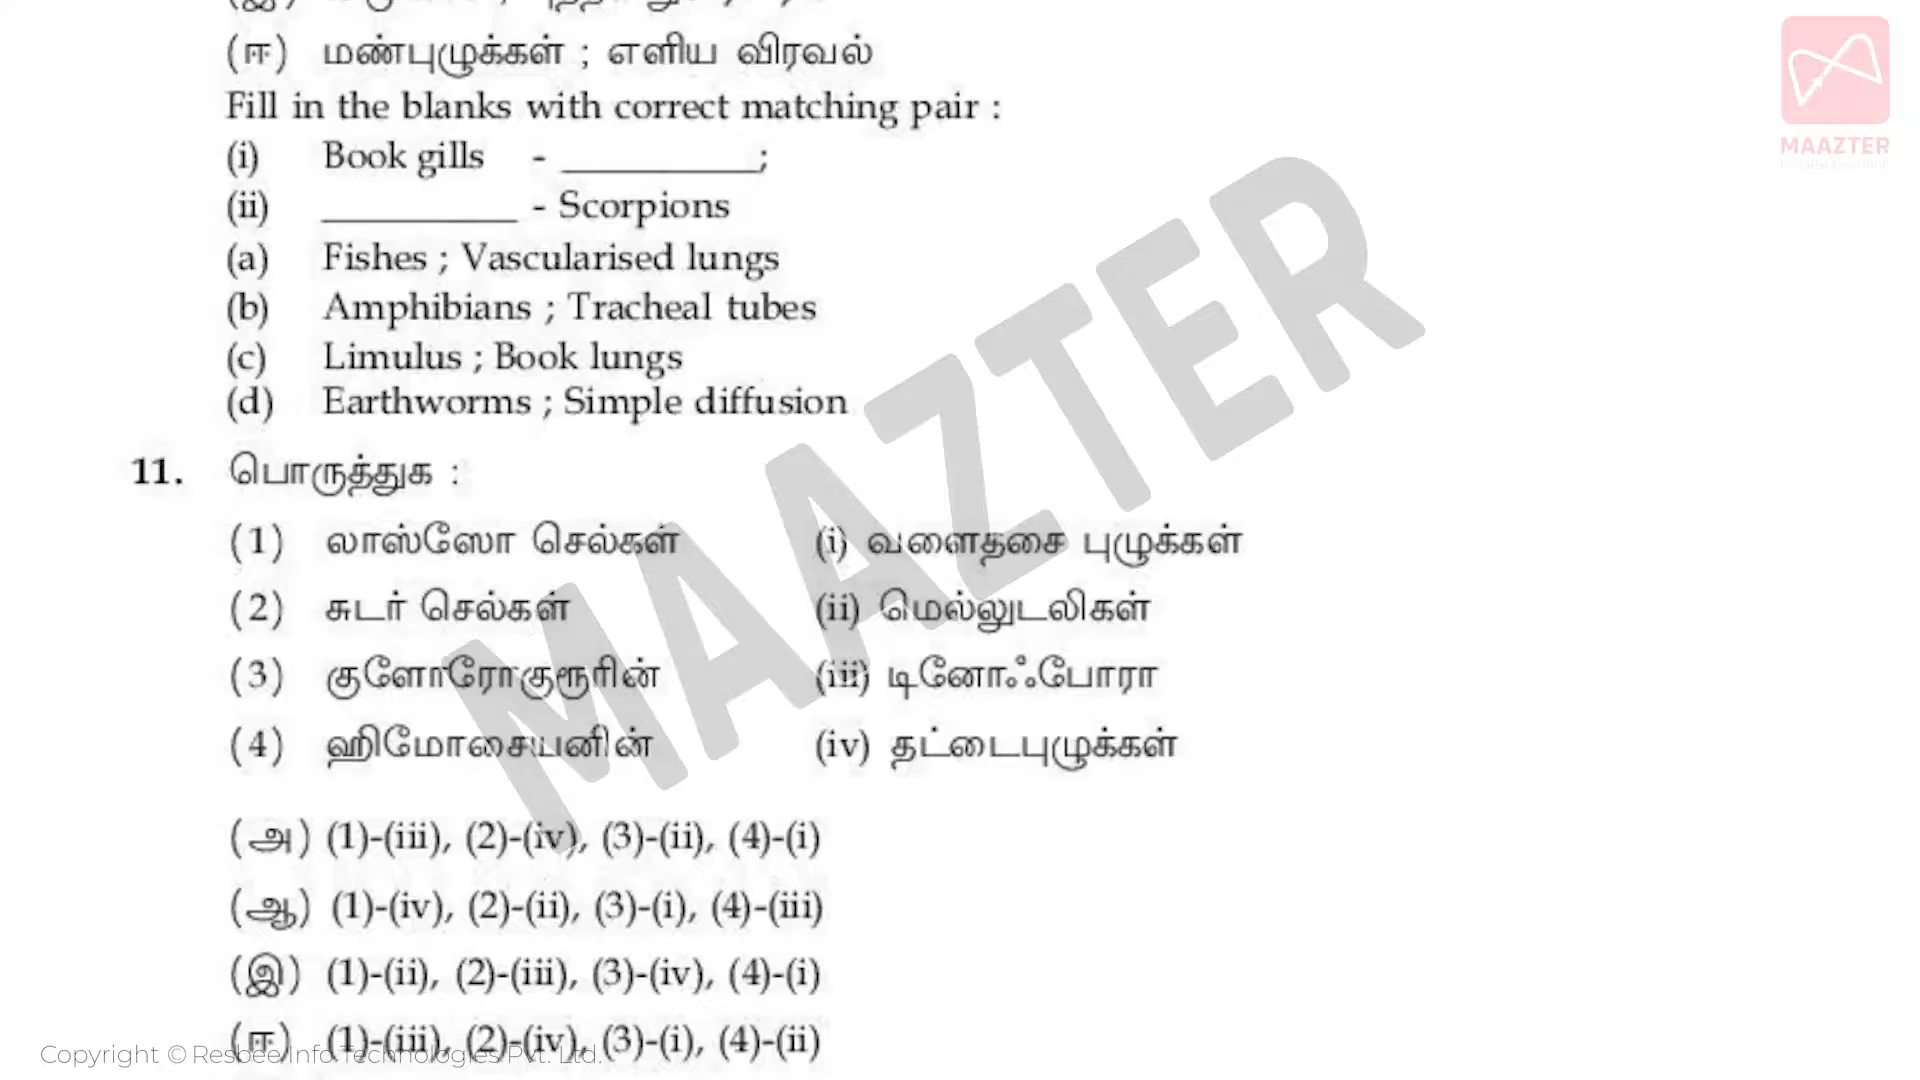 (ஈ) மண்புழுக்கள் ; எளிய விரவல்
Fill in the blanks with correct matching pair :
(i) Book gills - __________;
(ii) __________ - Scorpions
(a) Fishes ; Vascularised lungs
(b) Amphibians ; Tracheal tubes
(c) Limulus ; Book lungs
(d) Earthworms ; Simple diffusion
11. பொருத்துக :
(1) லாஸ்ஸோ செல்கள் (i) வளைதசை புழுக்கள்
(2) சுடர் செல்கள் (ii) மெல்லுடலிகள்
(3) குளோரோகுரூரின் (iii) டினோஃபோரா
(4) ஹிமோசையனின் (iv) தட்டைபுழுக்கள்
(அ) (1)-(iii), (2)-(iv), (3)-(ii), (4)-(i)
(ஆ) (1)-(iv), (2)-(ii), (3)-(i), (4)-(iii)
(இ) (1)-(ii), (2)-(iii), (3)-(iv), (4)-(i)
(ஈ) (1)-(iii), (2)-(iv), (3)-(i), (4)-(ii)
MAAZTER
MAAZTER
Copyright © Resbee Info Technologies Pvt. Ltd.